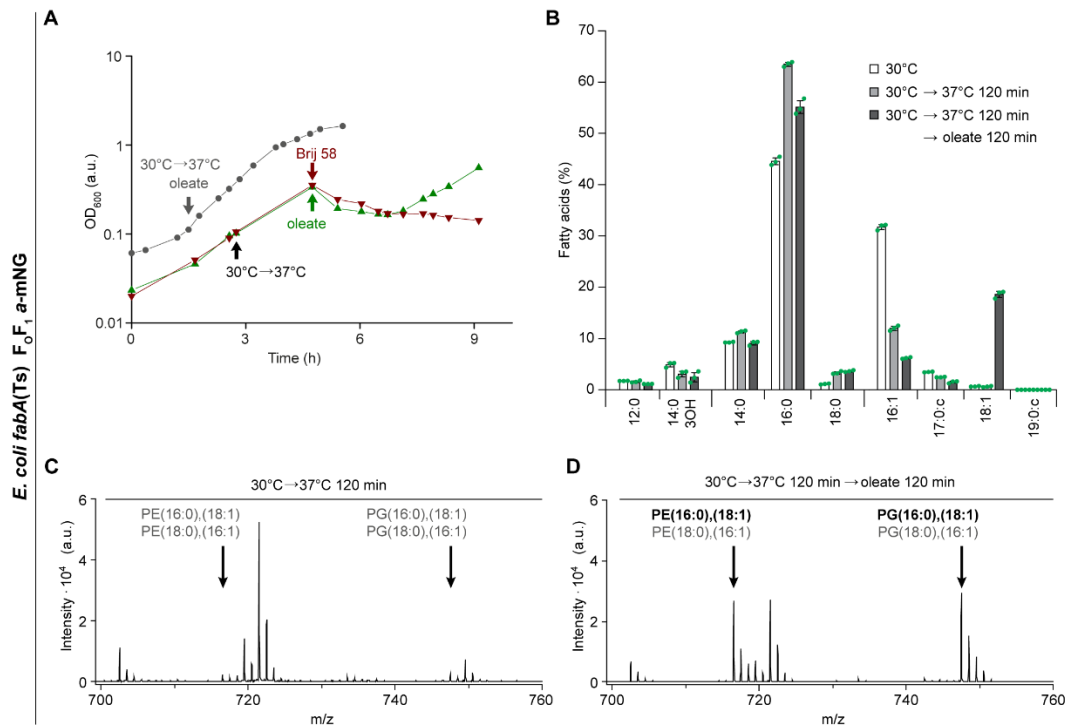 E. coli fabA(Ts) FOF1 a-mNG
A
10
1
0.1
0.01
OD600 (a.u.)
30°C→37°C
oleate
Brij 58
oleate
30°C→37°C
0
3
6
9
Time (h)
B
70
60
50
40
30
20
10
0
Fatty acids (%)
30°C
30°C → 37°C 120 min
30°C → 37°C 120 min
→ oleate 120 min
12:0
14:0
3OH
14:0
16:0
18:0
16:1
17:0:c
18:1
19:0:c
C
30°C→37°C 120 min
6
4
2
0
Intensity · 10⁴ (a.u.)
PE(16:0),(18:1)
PE(18:0),(16:1)
PG(16:0),(18:1)
PG(18:0),(16:1)
700
720
740
760
m/z
D
30°C→37°C 120 min →oleate 120 min
6
4
2
0
Intensity · 10⁴ (a.u.)
PE(16:0),(18:1)
PE(18:0),(16:1)
PG(16:0),(18:1)
PG(18:0),(16:1)
700
720
740
760
m/z